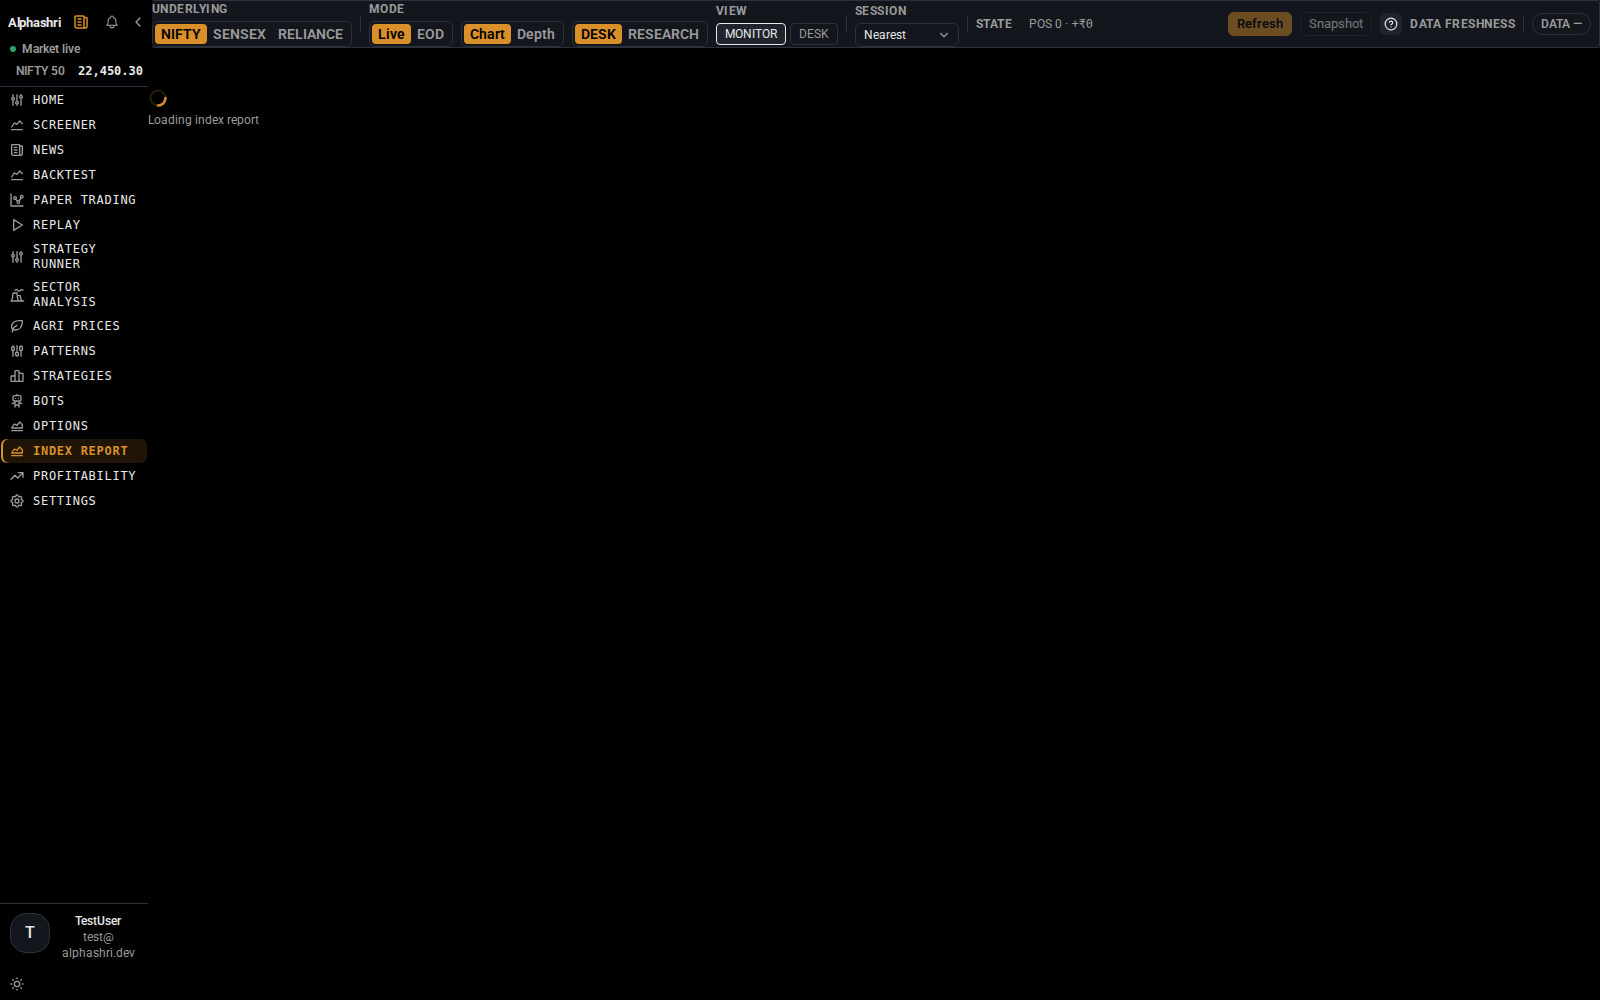 Alphashri
Market live
NIFTY 50 22,450.30
HOME
SCREENER
NEWS
BACKTEST
PAPER TRADING
REPLAY
STRATEGY
RUNNER
SECTOR
ANALYSIS
AGRI PRICES
PATTERNS
STRATEGIES
BOTS
OPTIONS
INDEX REPORT
PROFITABILITY
SETTINGS
T
TestUser
test@
alphashri.dev
UNDERLYING
NIFTY SENSEX RELIANCE
MODE
Live EOD
Chart Depth
DESK RESEARCH
VIEW
MONITOR DESK
SESSION
Nearest
STATE POS 0 · +₹0
Refresh Snapshot DATA FRESHNESS DATA —
Loading index report